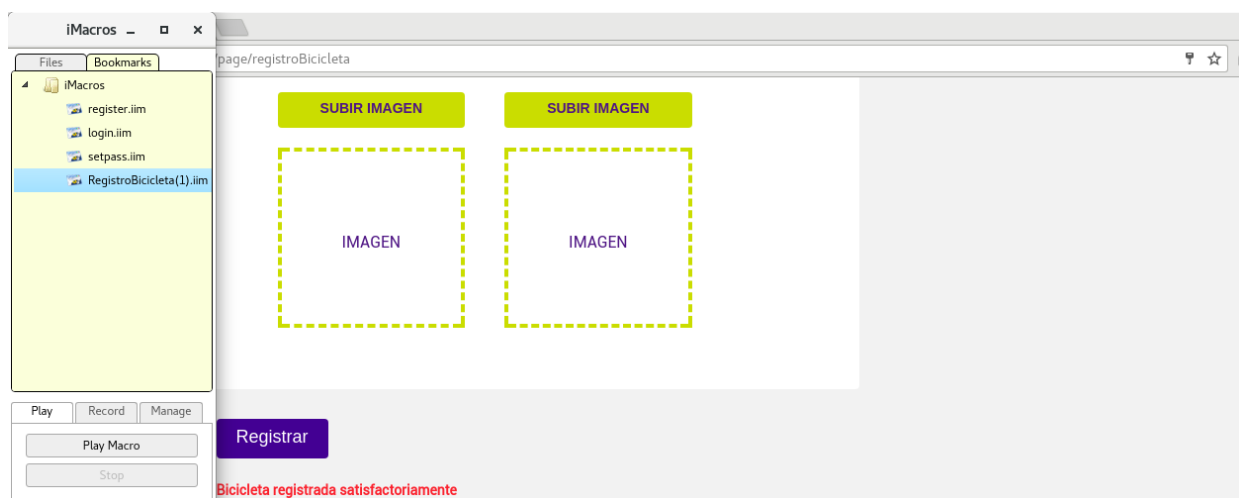 iMacros
Files
Bookmarks
iMacros
register.iim
login.iim
setpass.iim
RegistroBicicleta(1).iim
Play
Record
Manage
Play Macro
Stop
/page/registroBicicleta
SUBIR IMAGEN
SUBIR IMAGEN
IMAGEN
IMAGEN
Registrar
Bicicleta registrada satisfactoriamente